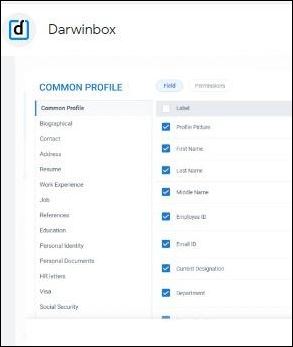 d
Darwinbox
COMMON PROFILE
Field
Permissions
Common Profile
Label
Biographical
Profile Picture
Contact
First Name
Address
Resume
Last Name
Work Experience
Middle Name
Job
References
Employee ID
Education
Personal Identity
Email ID
Personal Documents
Current Designation
HR letters
Visa
Department
Social Security